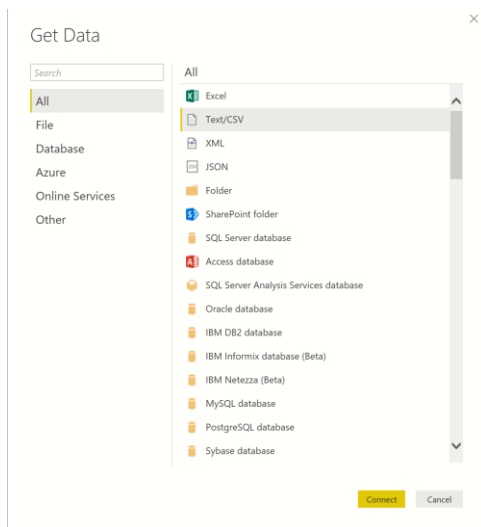 Get Data
Search
All
File
Database
Azure
Online Services
Other
All
Excel
Text/CSV
XML
JSON
Folder
SharePoint folder
SQL Server database
Access database
SQL Server Analysis Services database
Oracle database
IBM DB2 database
IBM Informix database (Beta)
IBM Netezza (Beta)
MySQL database
PostgreSQL database
Sybase database
Connect
Cancel